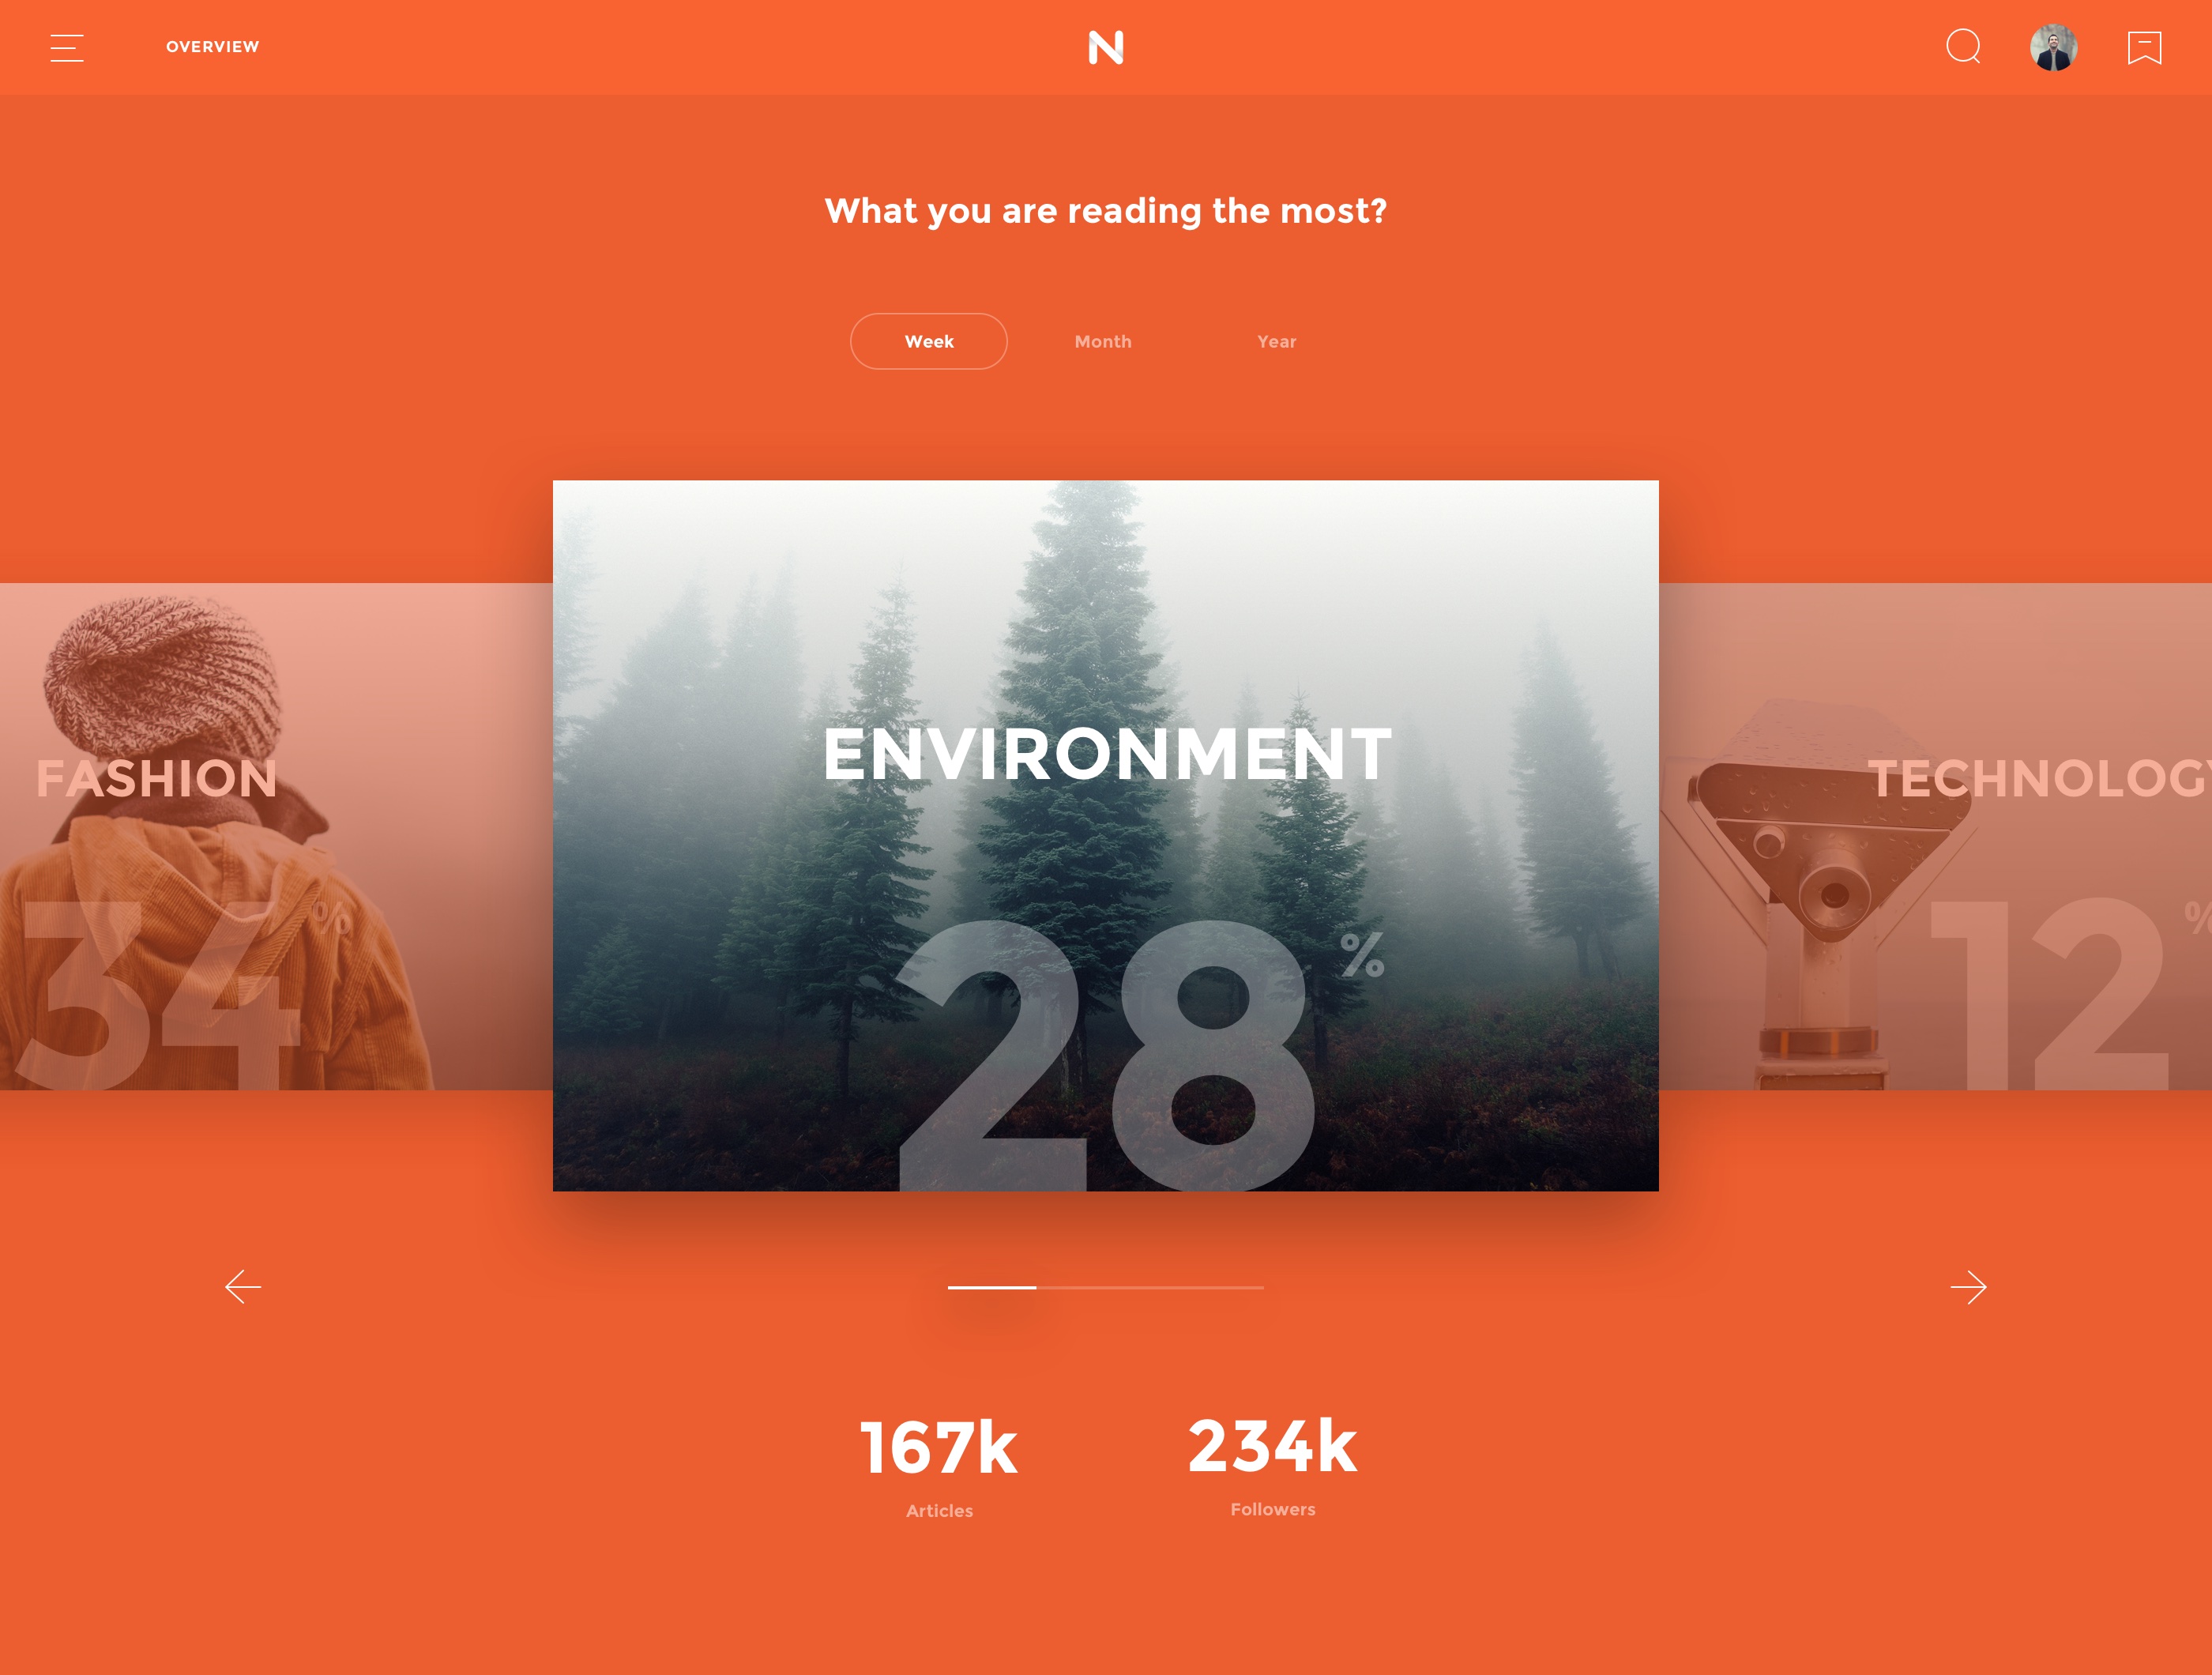 OVERVIEW
N
What you are reading the most?
Week
Month
Year
FASHION
34%
ENVIRONMENT
28%
TECHNOLOGY
12%
167k
Articles
234k
Followers